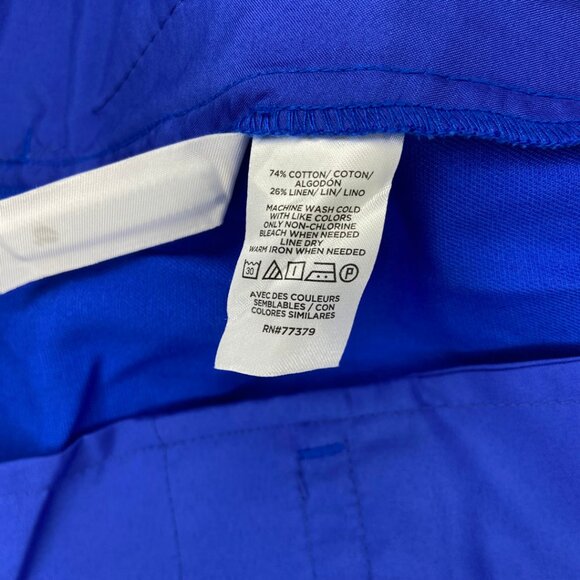 74% COTTON/ COTON/
ALGODÓN
26% LINEN/ LIN/ LINO
MACHINE WASH COLD
WITH LIKE COLORS
ONLY NON-CHLORINE
BLEACH WHEN NEEDED
LINE DRY
WARM IRON WHEN NEEDED
30 P
AVEC DES COULEURS
SEMBLABLES / CON
COLORES SIMILARES
RN#77379